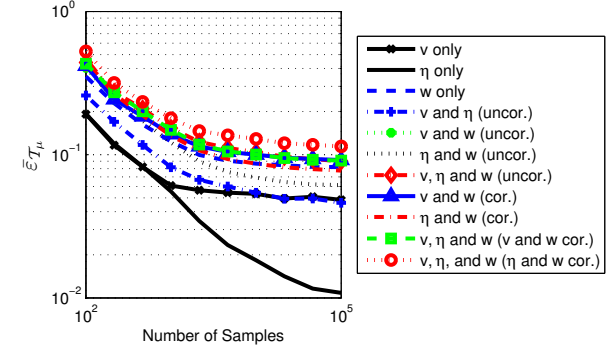 10^0
10^-1
10^-2
10^2
10^5
ε̄𝒯_μ
Number of Samples
v only
η only
w only
v and η (uncor.)
v and w (uncor.)
η and w (uncor.)
v, η and w (uncor.)
v and w (cor.)
η and w (cor.)
v, η and w (v and w cor.)
v, η, and w (η and w cor.)